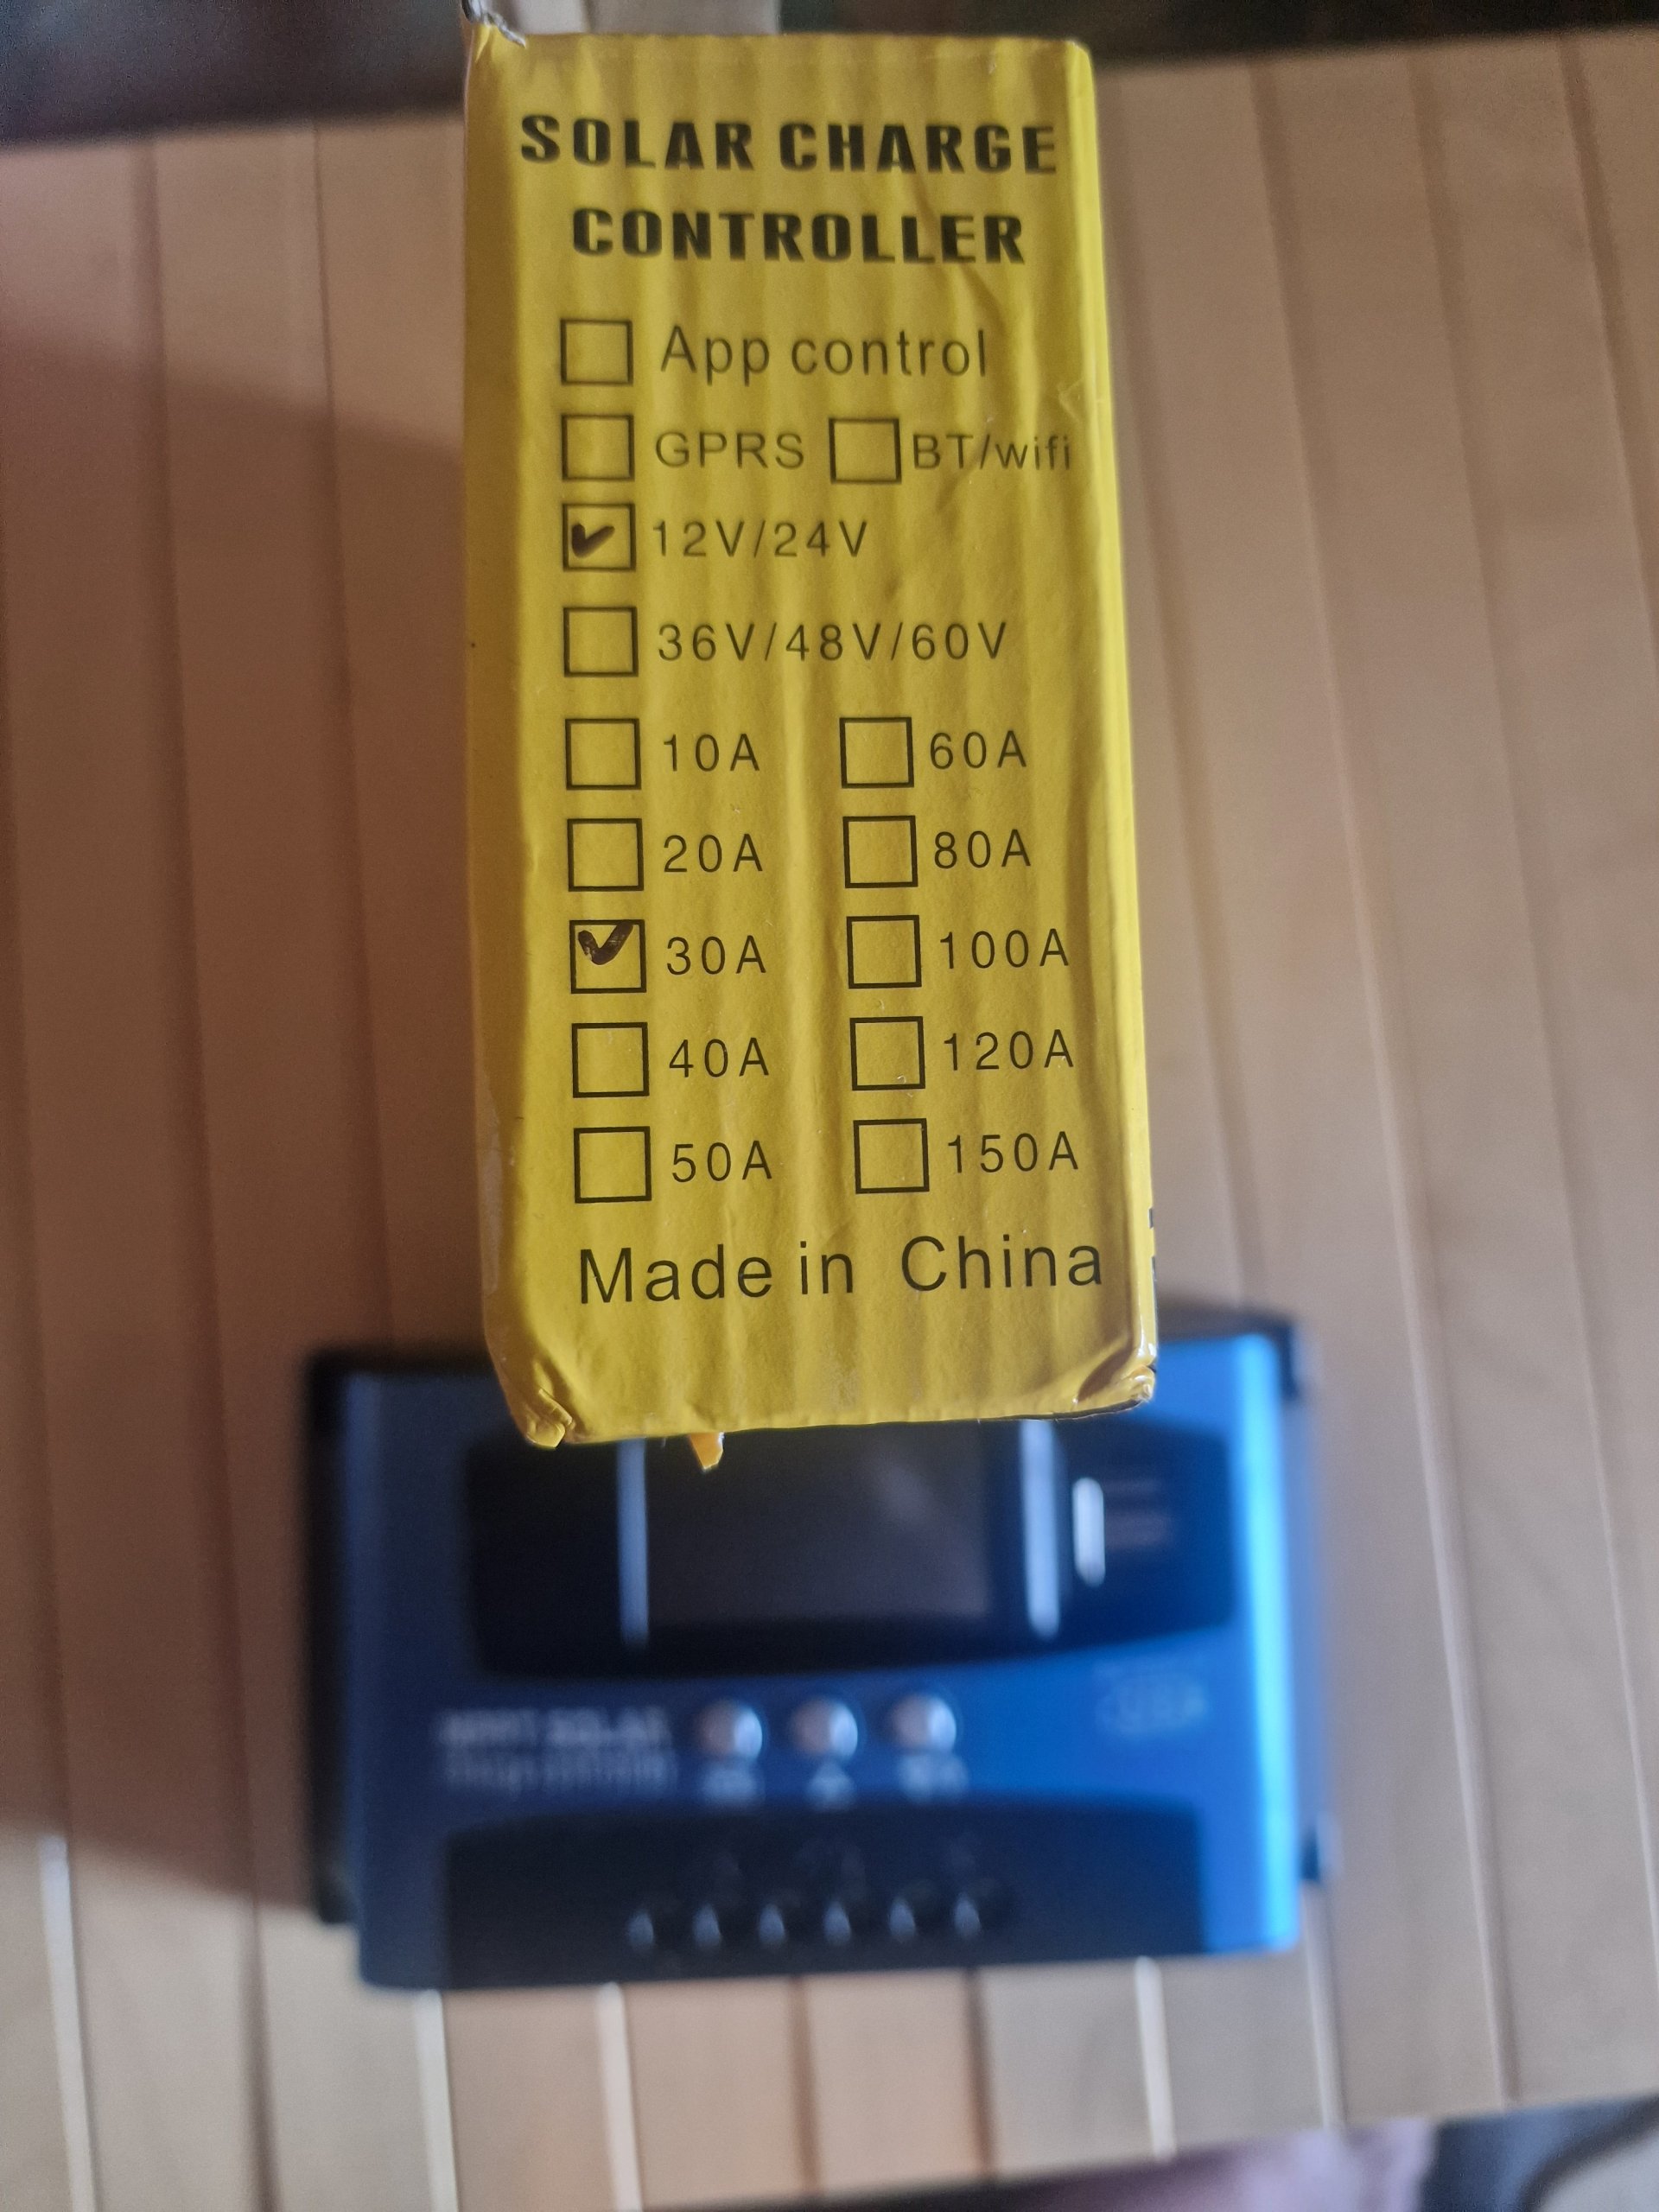 SOLAR CHARGE
CONTROLLER
App control
GPRS BT/wifi
12V/24V
36V/48V/60V
10A 60A
20A 80A
30A 100A
40A 120A
50A 150A
Made in China